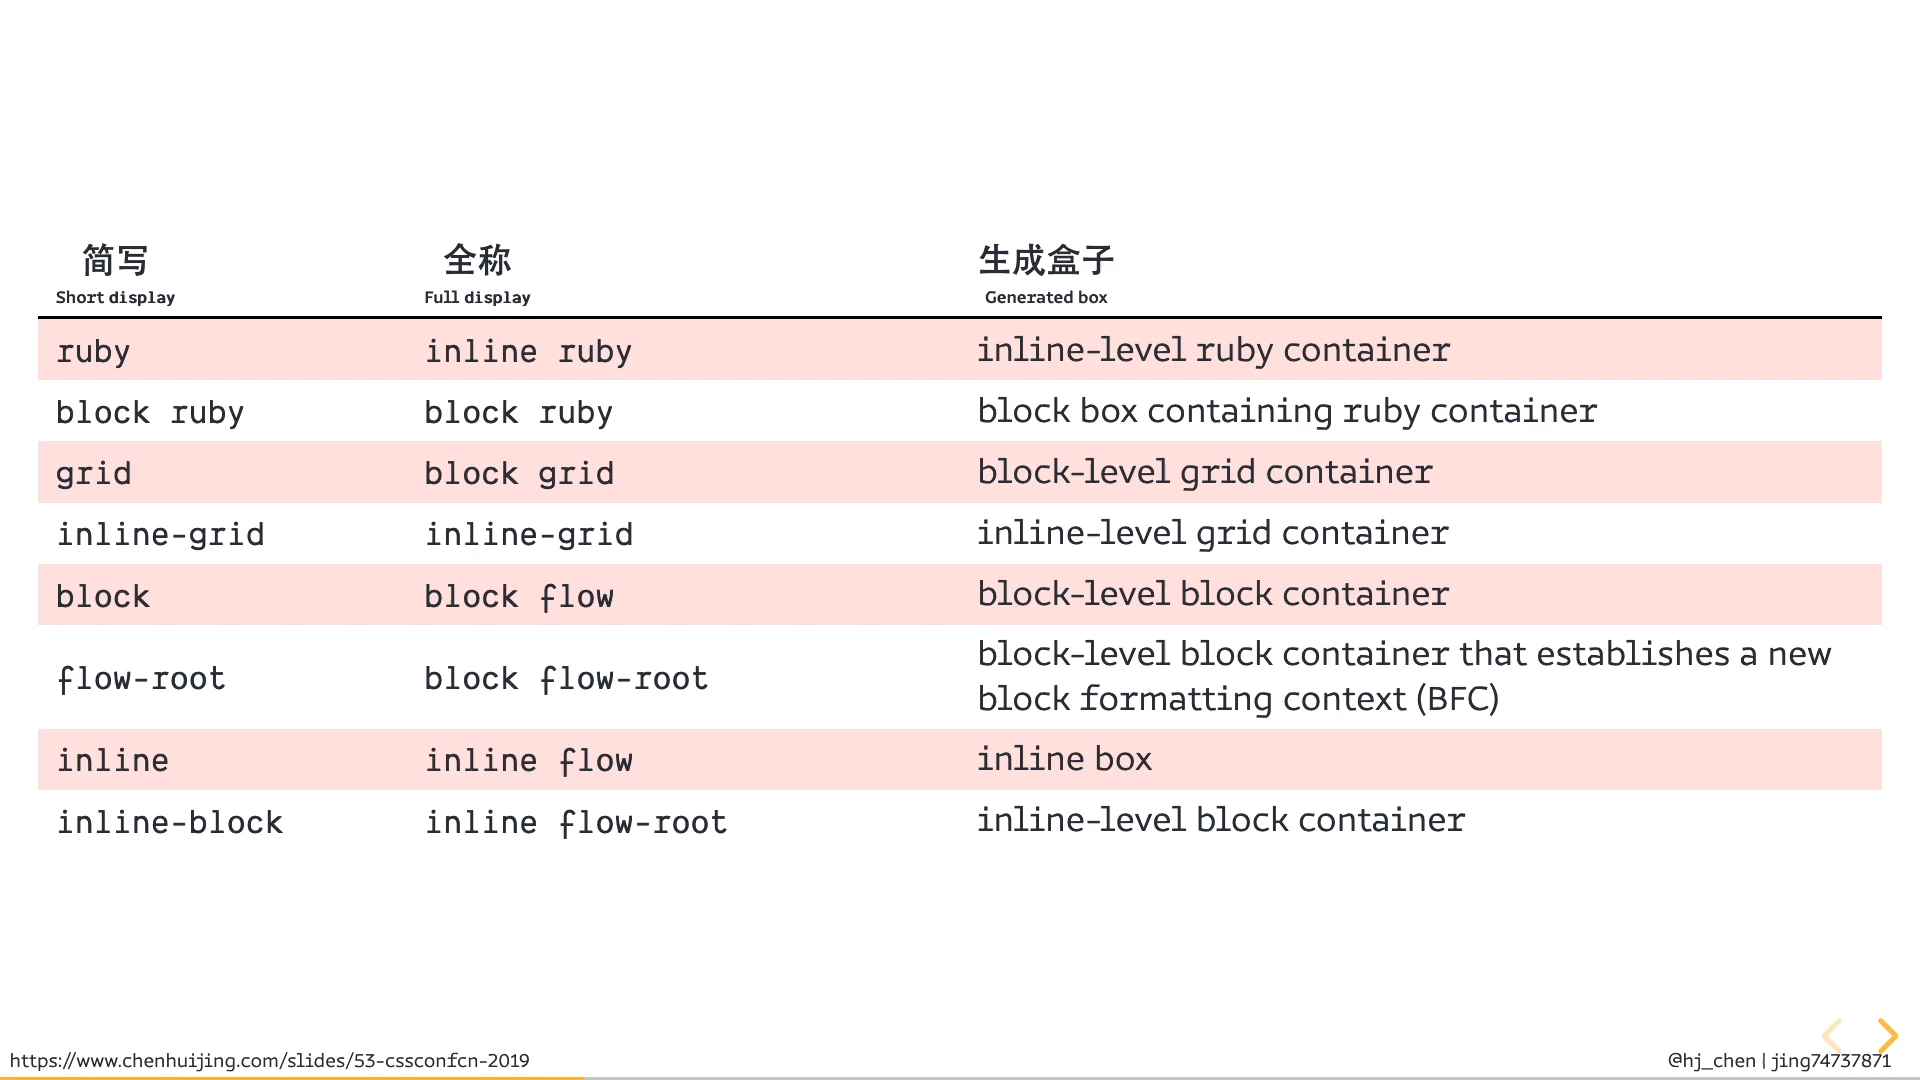 简写 全称 生成盒子
Short display Full display Generated box
ruby inline ruby inline-level ruby container
block ruby block ruby block box containing ruby container
grid block grid block-level grid container
inline-grid inline-grid inline-level grid container
block block flow block-level block container
flow-root block flow-root block-level block container that establishes a new
block formatting context (BFC)
inline inline flow inline box
inline-block inline flow-root inline-level block container
https://www.chenhuijing.com/slides/53-cssconfcn-2019 @hj_chen | jing74737871